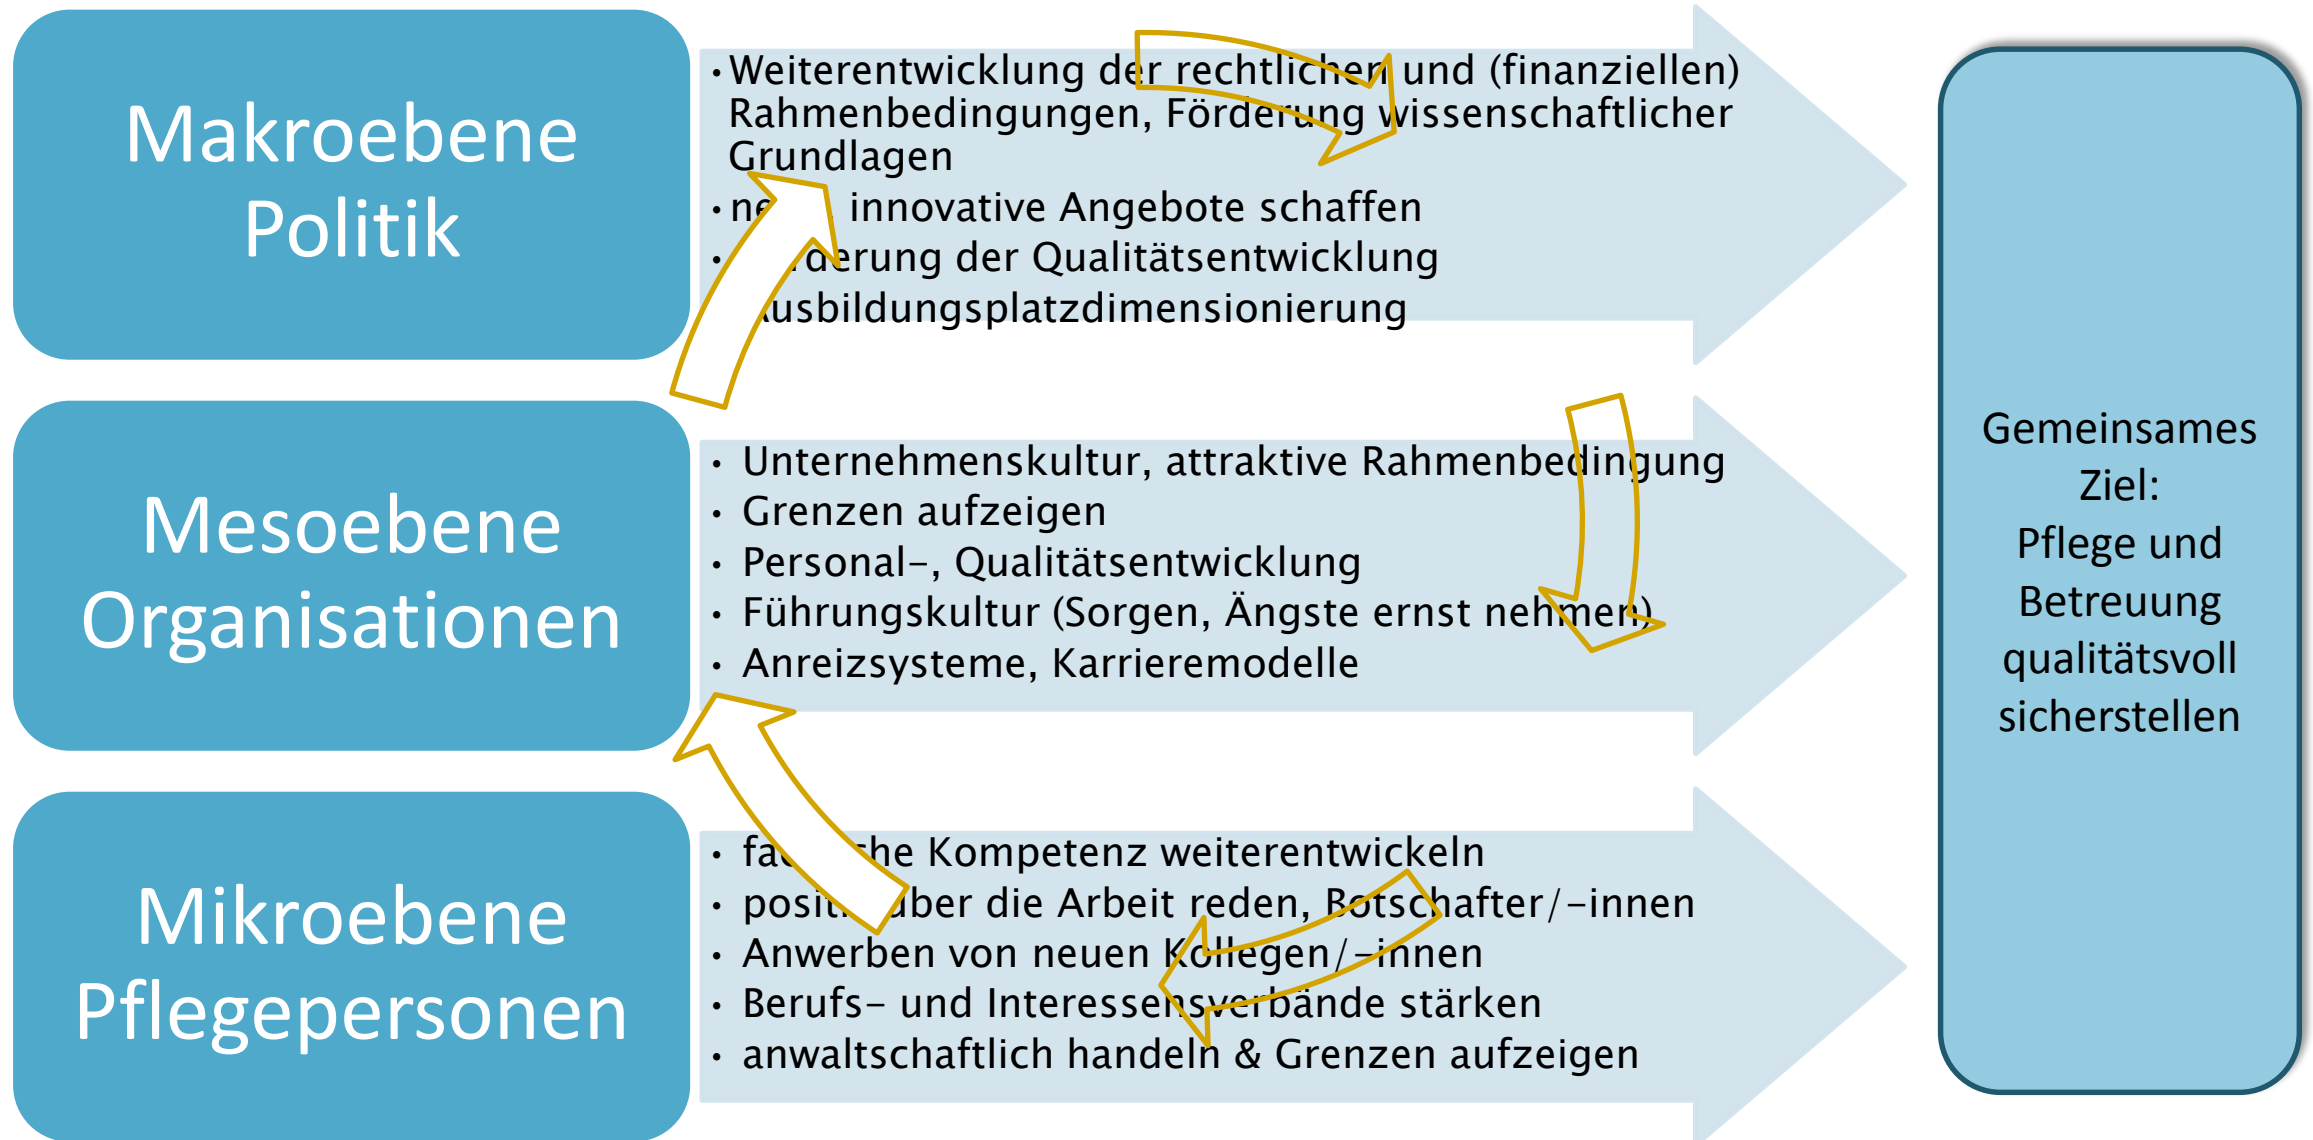 Makroebene
Politik
•Weiterentwicklung der rechtlichen und (finanziellen)
Rahmenbedingungen, Förderung wissenschaftlicher
Grundlagen
• innovative Angebote schaffen
• der Qualitätsentwicklung
Ausbildungsplatzdimensionierung
Mesoebene
Organisationen
• Unternehmenskultur, attraktive Rahmenbedingung
• Grenzen aufzeigen
• Personal-, Qualitätsentwicklung
• Führungskultur (Sorgen, Ängste ernst nehmen)
• Anreizsysteme, Karrieremodelle
Mikroebene
Pflegepersonen
• Kompetenz weiterentwickeln
• positiv über die Arbeit reden, Botschafter/-innen
• Anwerben von neuen Kollegen/-innen
• Berufs- und Interessensverbände stärken
• anwaltschaftlich handeln & Grenzen aufzeigen
Gemeinsames
Ziel:
Pflege und
Betreuung
qualitätsvoll
sicherstellen